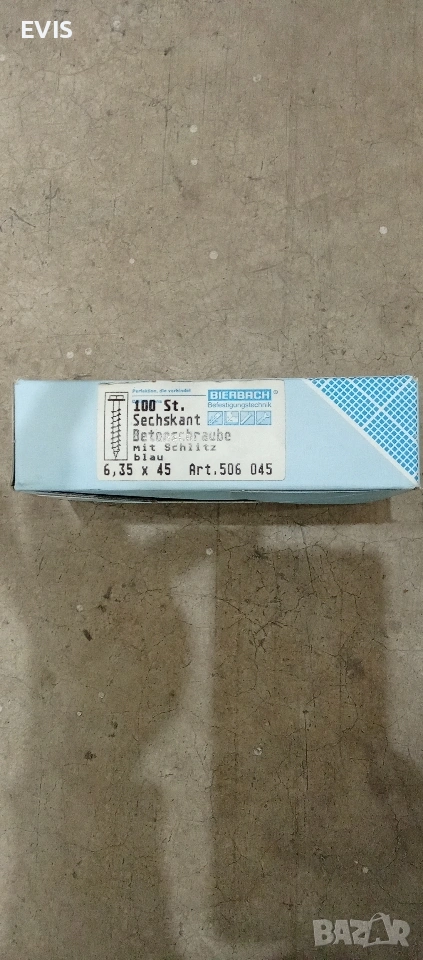 EVIS
Perfektion, die verbindet
BIERBACH®
Befestigungstechnik
100 St.
Sechskant
Betonschraube
mit Schlitz
blau
6,35 x 45 Art.506 045
BAZAR